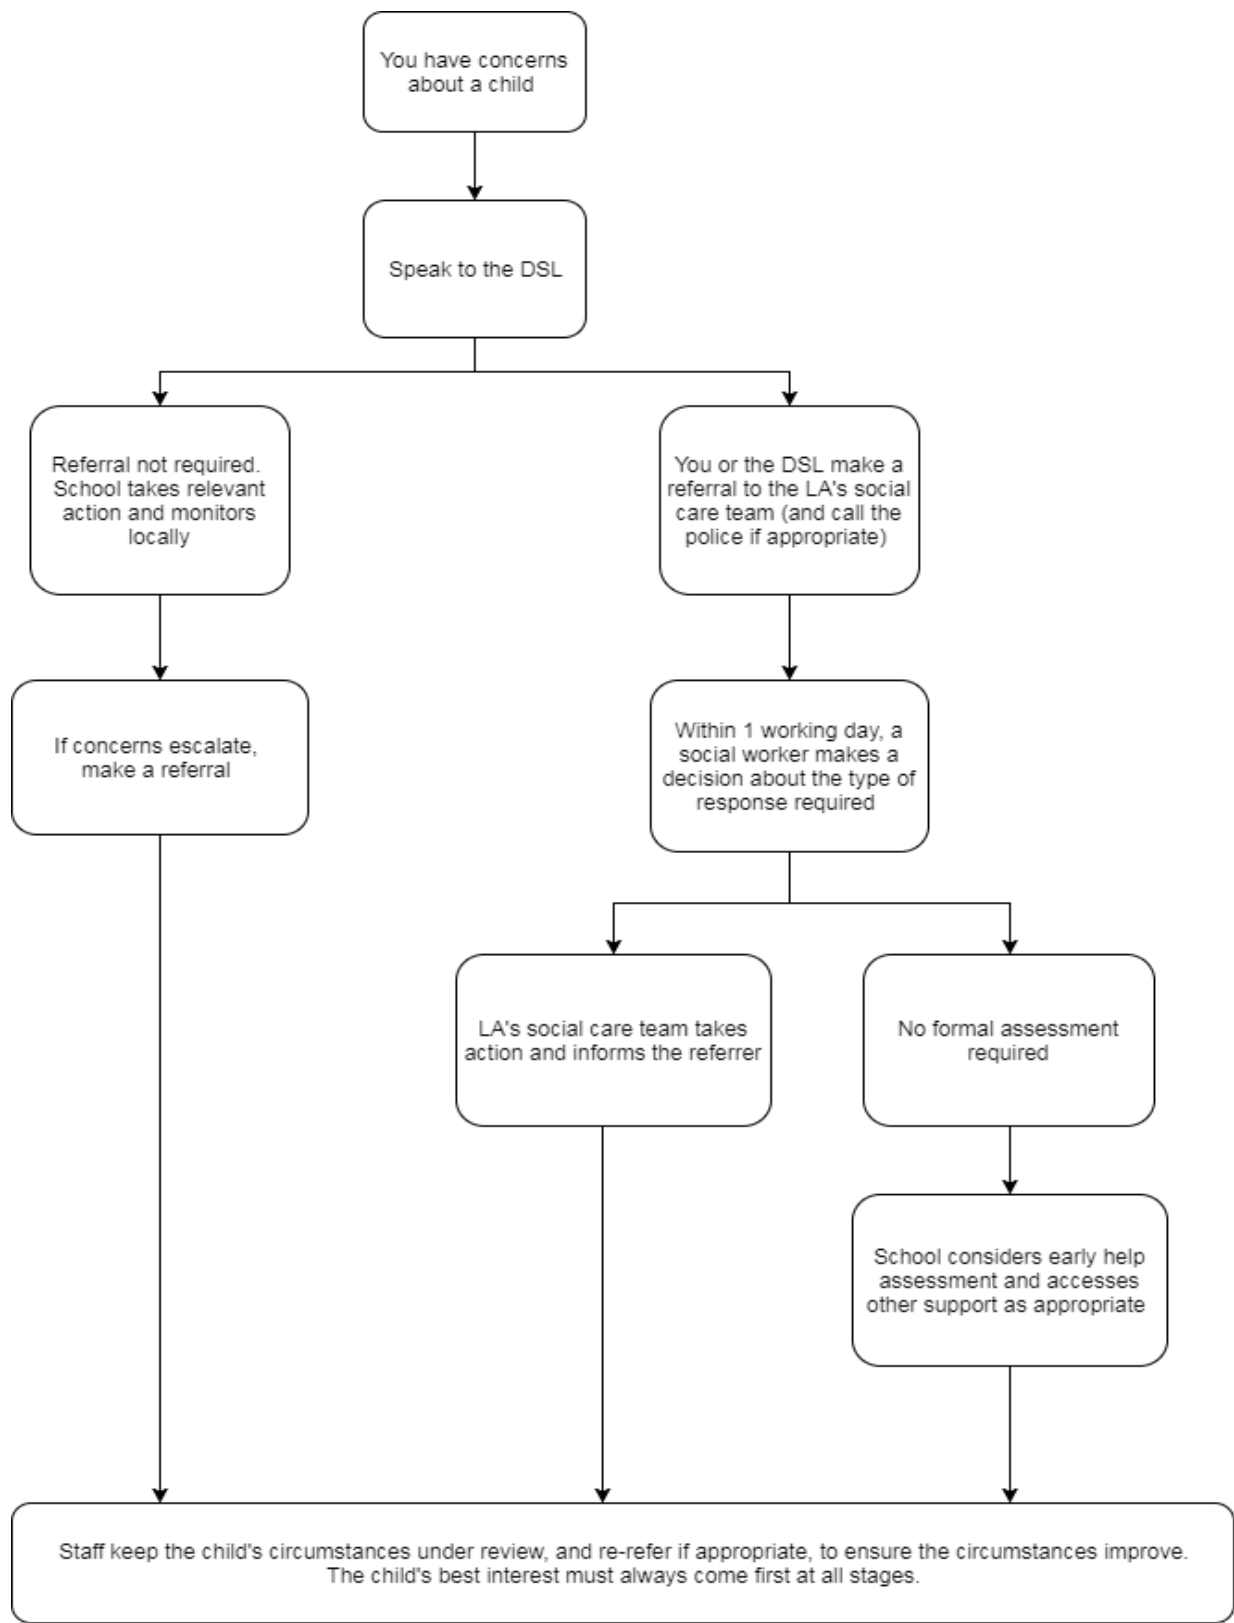 You have concerns
about a child
Speak to the DSL
Referral not required.
School takes relevant
action and monitors
locally
You or the DSL make a
referral to the LA's social
care team (and call the
police if appropriate)
If concerns escalate,
make a referral
Within 1 working day, a
social worker makes a
decision about the type of
response required
LA's social care team takes
action and informs the referrer
No formal assessment
required
School considers early help
assessment and accesses
other support as appropriate
Staff keep the child's circumstances under review, and re-refer if appropriate, to ensure the circumstances improve.
The child's best interest must always come first at all stages.